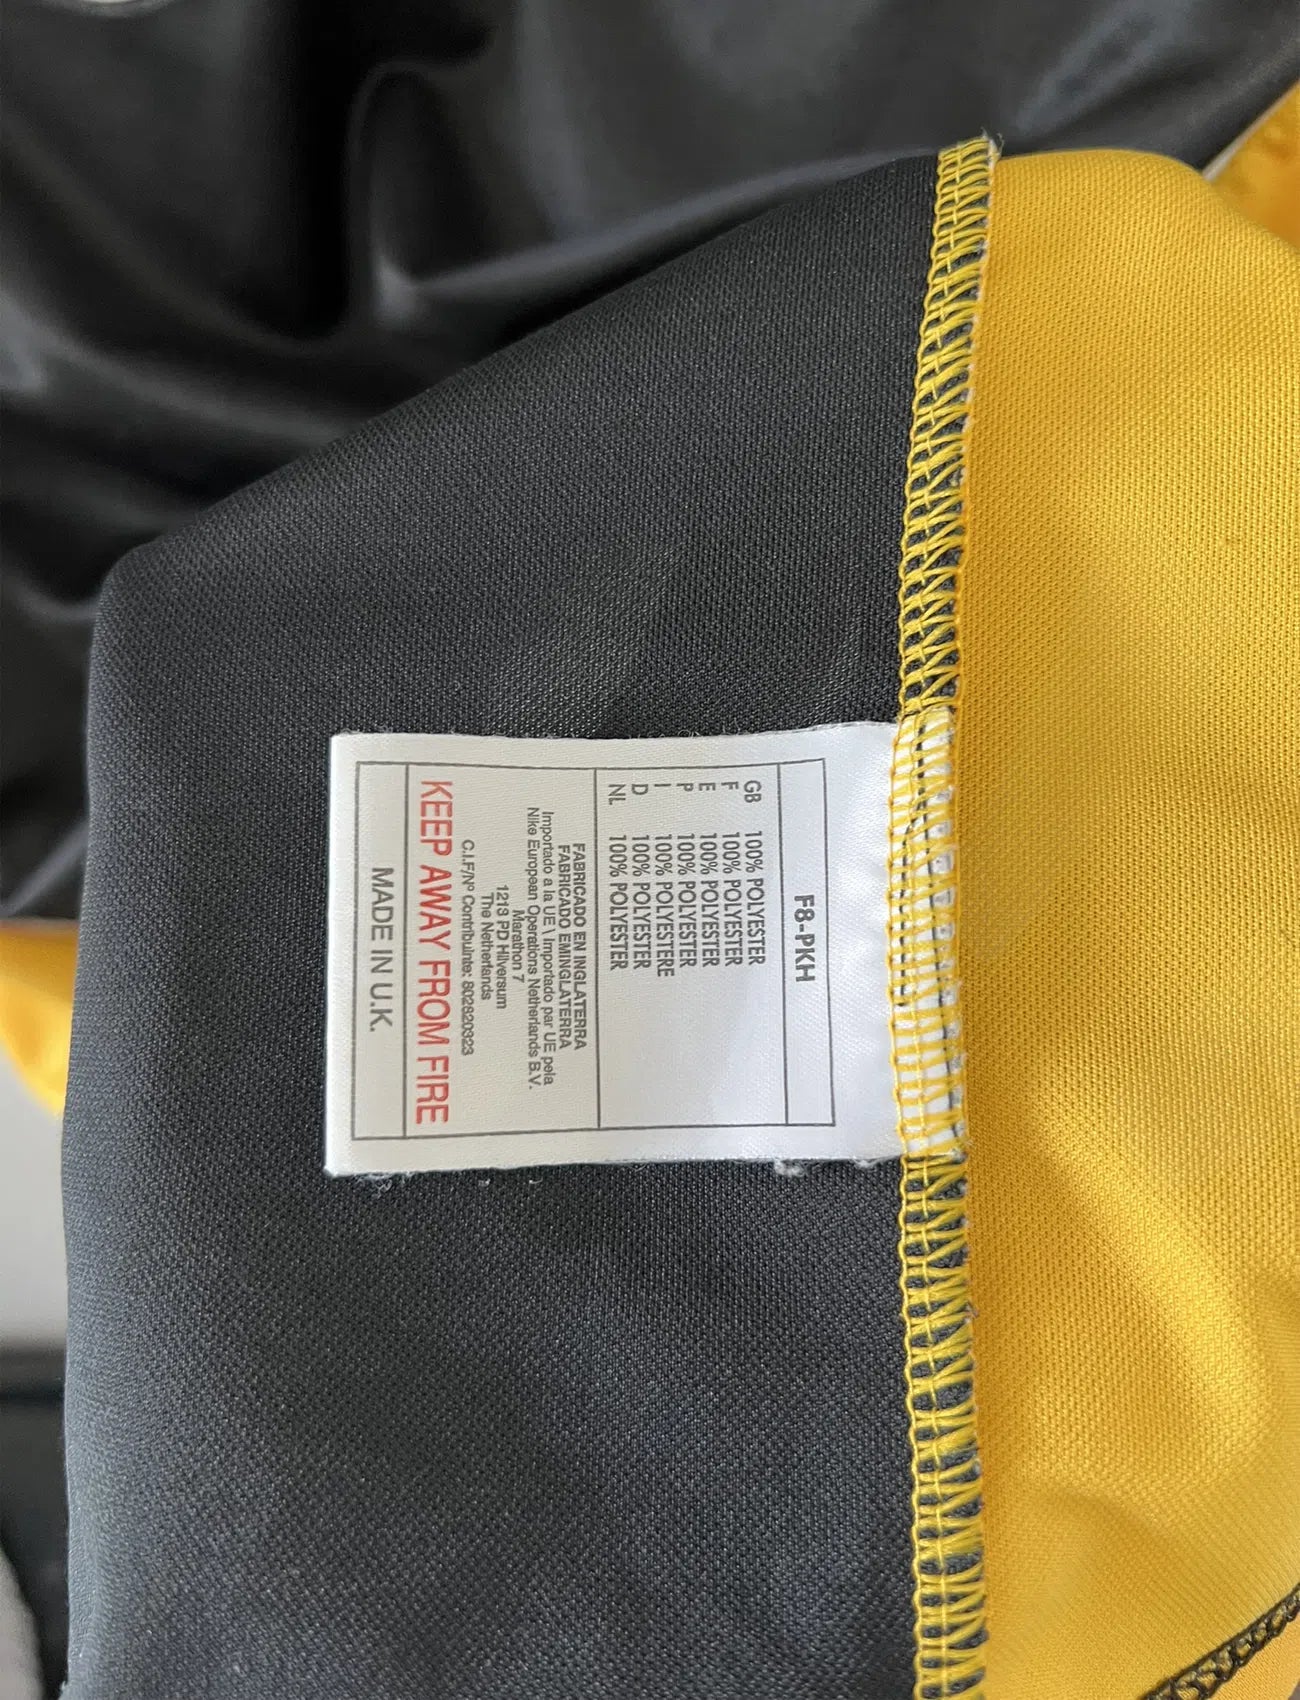 F8-PKH
GB 100% POLYESTER
F 100% POLYESTER
E 100% POLYESTER
P 100% POLYESTER
I 100% POLIESTERE
D 100% POLYESTER
NL 100% POLYESTER
FABRICADO EN INGLATERRA
FABRICADO EMINGLATERRA
Importado a la UE \ Importado par UE pela
Nike European Operations Netherlands B.V.
Marathon 7
1213 PD Hilversum
The Netherlands
C.I.F/Nº Contribuinte: 802820323
KEEP AWAY FROM FIRE
MADE IN U.K.